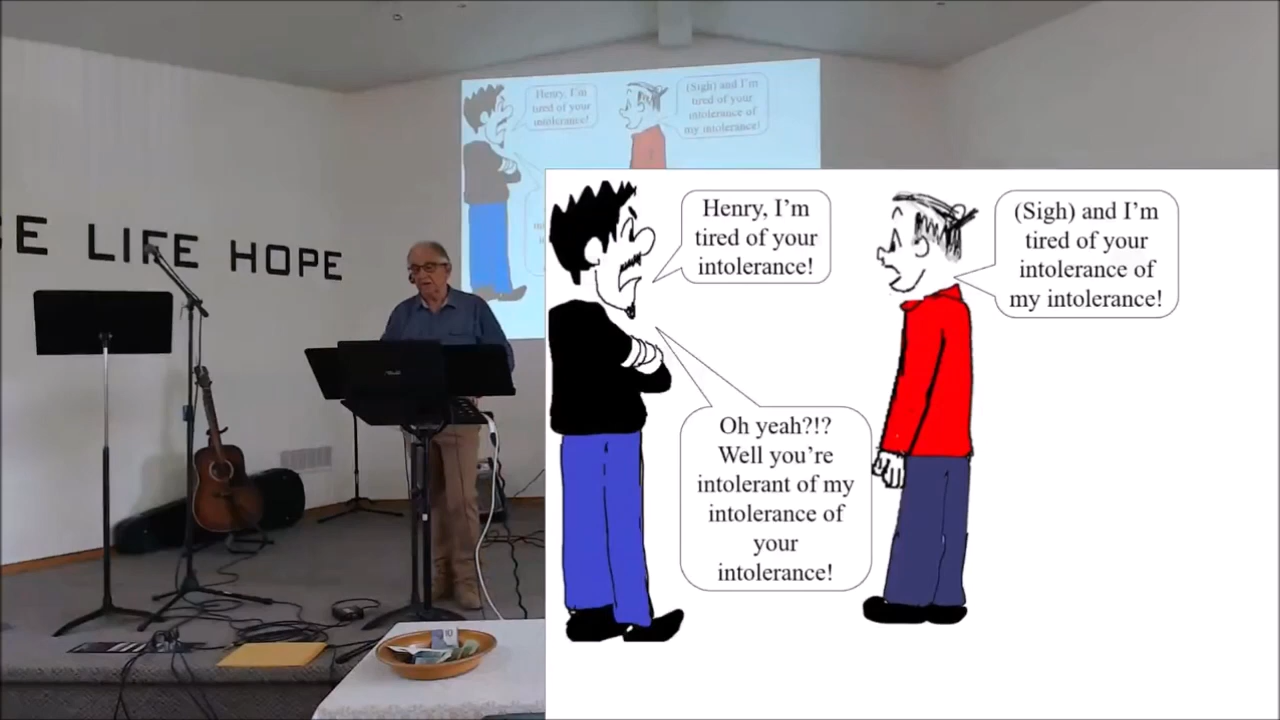 E LIFE HOPE
Henry, I'm
tired of your
intolerance!
(Sigh) and I'm
tired of your
intolerance of
my intolerance!
Henry, I’m
tired of your
intolerance!
(Sigh) and I’m
tired of your
intolerance of
my intolerance!
Oh yeah?!?
Well you’re
intolerant of my
intolerance of
your
intolerance!
10